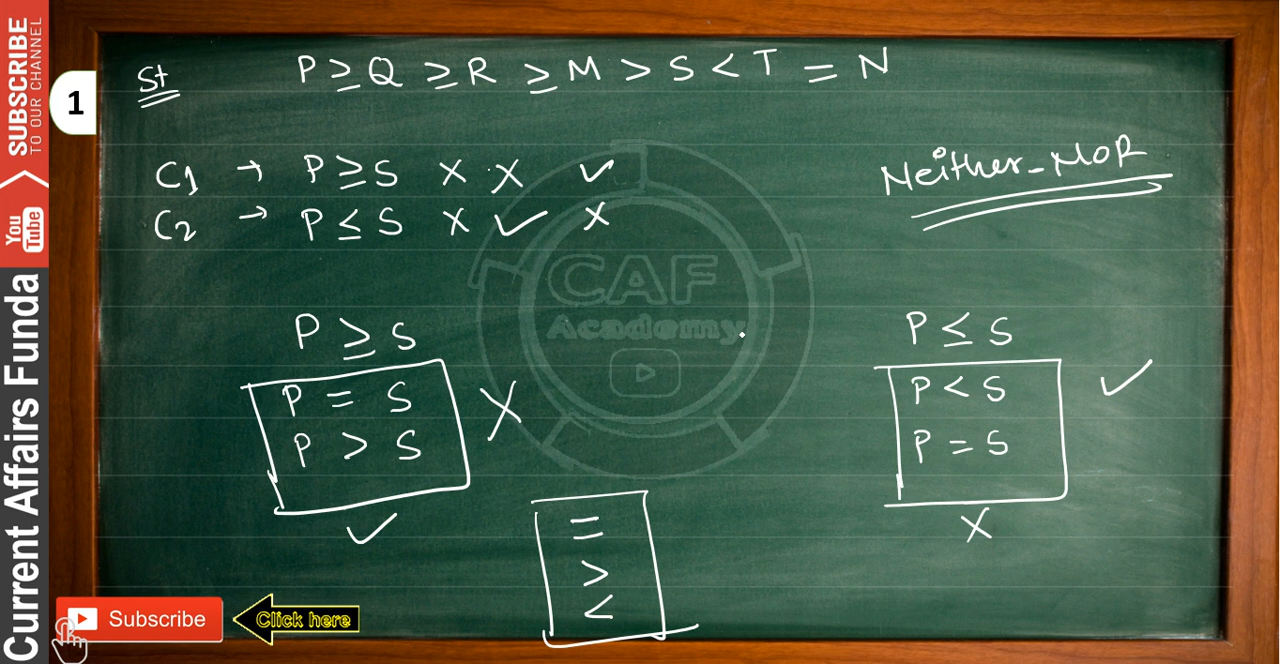 SUBSCRIBE
TO OUR CHANNEL
You Tube
Current Affairs Funda
1
St P ≥ Q ≥ R ≥ M > S < T = N
C1 → P ≥ S × × ✓
C2 → P ≤ S × ✓ ×
Neither-NOR
CAF
Academy
P ≥ S
P = S ×
P > S
✓
P ≤ S
P < S ✓
P = S
×
=
>
<
Subscribe
Click here